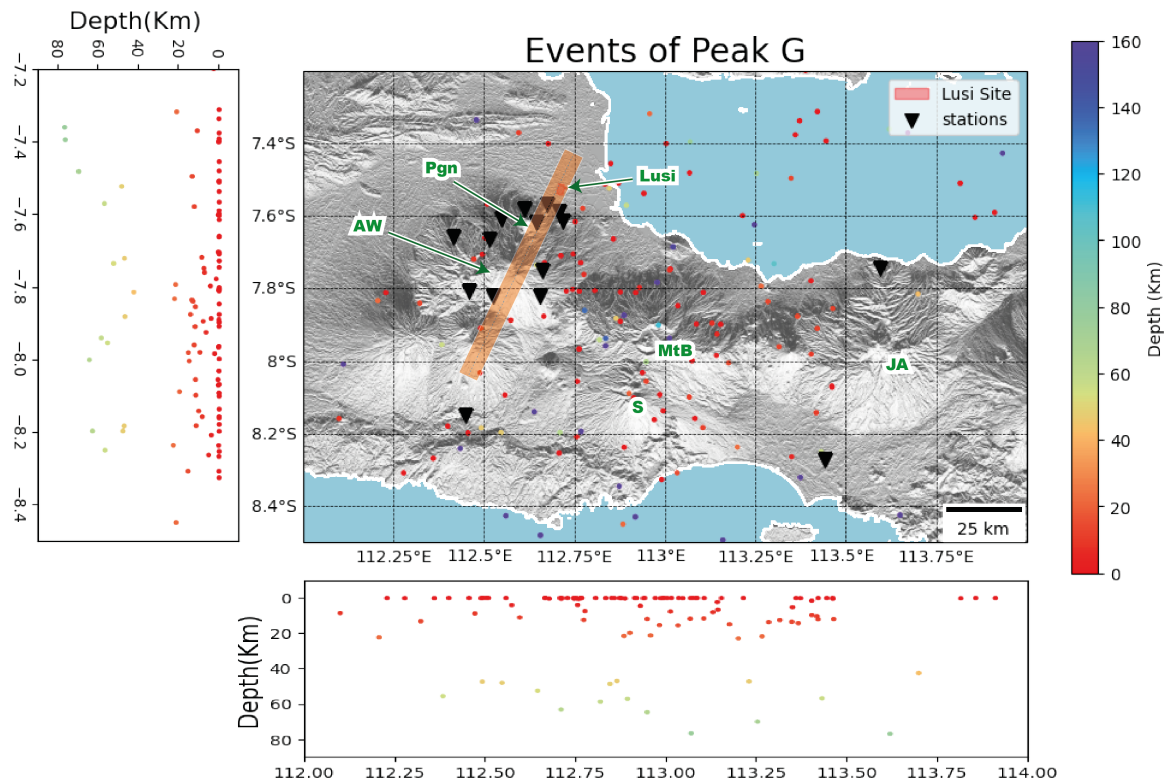 Depth(Km)
80 60 40 20 0
−7.2
−7.4
−7.6
−7.8
−8.0
−8.2
−8.4
Events of Peak G
Lusi Site
stations
7.4°S
7.6°S
7.8°S
8°S
8.2°S
8.4°S
Pgn
Lusi
AW
MtB
JA
S
25 km
112.25°E 112.5°E 112.75°E 113°E 113.25°E 113.5°E 113.75°E
160
140
120
100
80
60
40
20
0
Depth (Km)
Depth(Km)
0
20
40
60
80
112.00 112.25 112.50 112.75 113.00 113.25 113.50 113.75 114.00